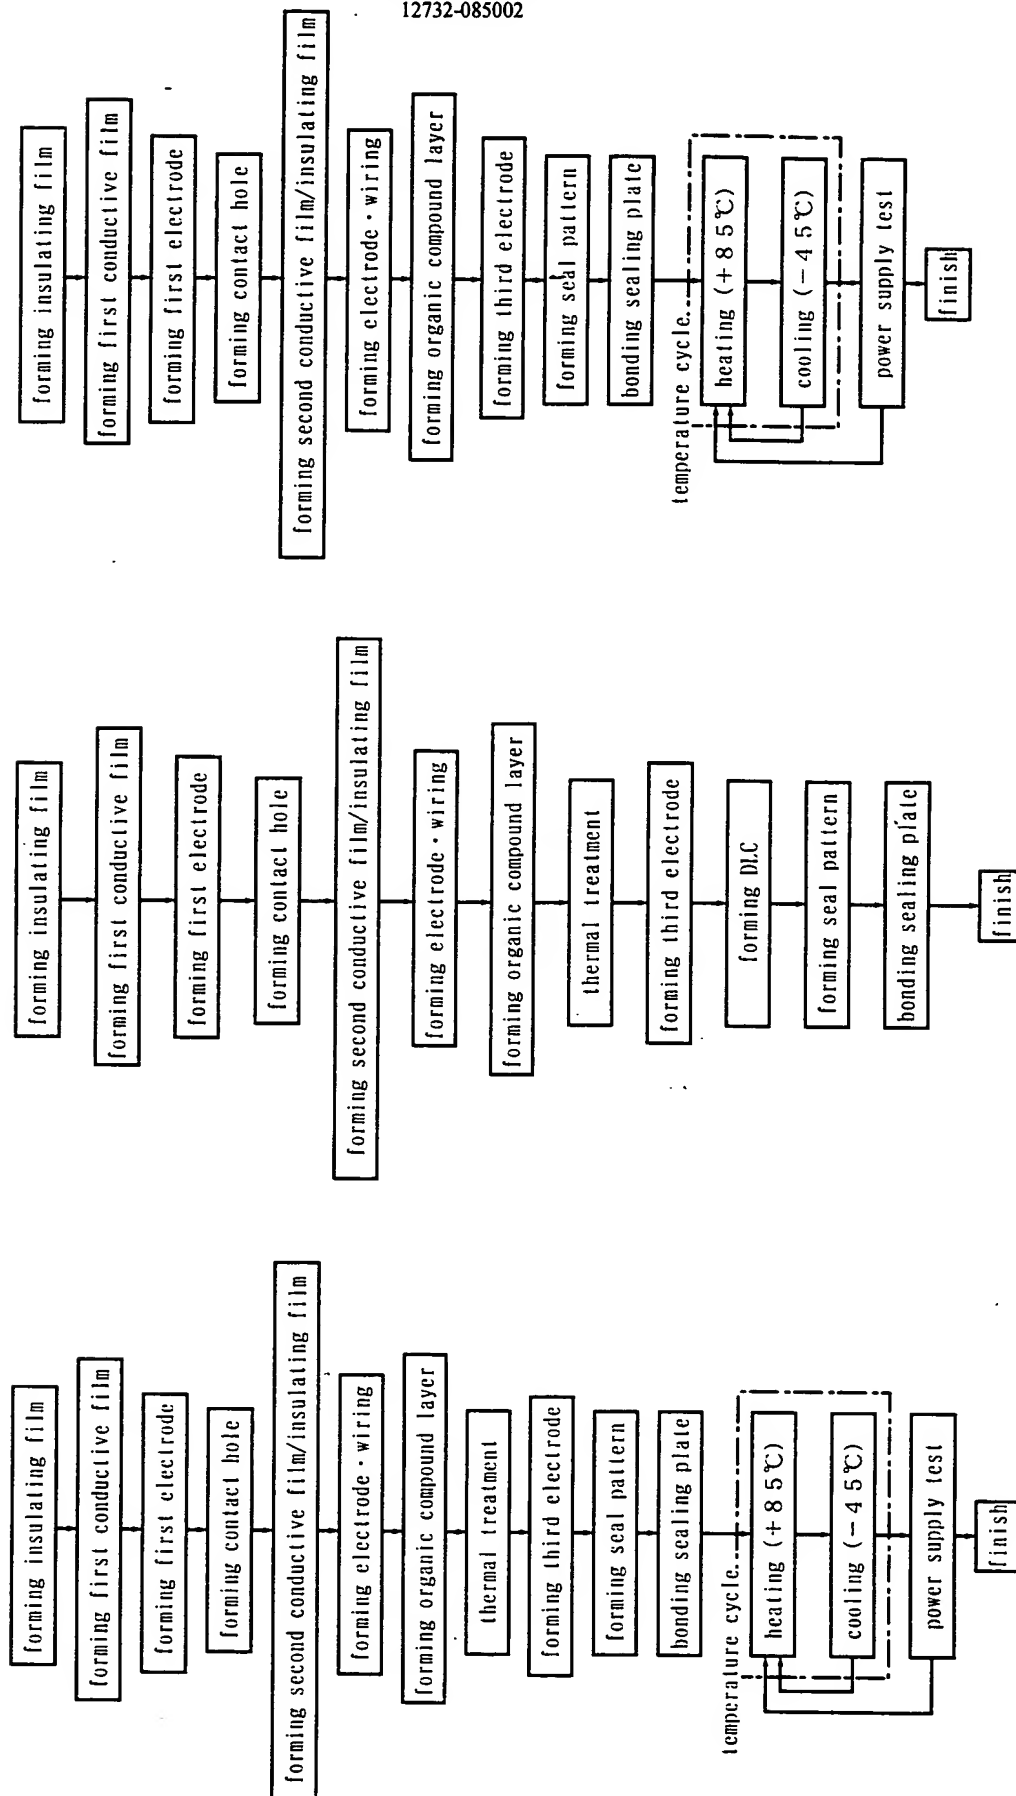 12732-085002
forming insulating film
forming first conductive film
forming first electrode
forming contact hole
forming second conductive film/insulating film
forming electrode・wiring
forming organic compound layer
forming third electrode
forming seal pattern
bonding sealing plate
temperature cycle
heating (+85℃)
cooling (−45℃)
power supply test
finish
forming insulating film
forming first conductive film
forming first electrode
forming contact hole
forming second conductive film/insulating film
forming electrode・wiring
forming organic compound layer
thermal treatment
forming third electrode
forming DLC
forming seal pattern
bonding sealing plate
finish
forming insulating film
forming first conductive film
forming first electrode
forming contact hole
forming second conductive film/insulating film
forming electrode・wiring
forming organic compound layer
thermal treatment
forming third electrode
forming seal pattern
bonding sealing plate
temperature cycle
heating (+85℃)
cooling (−45℃)
power supply test
finish